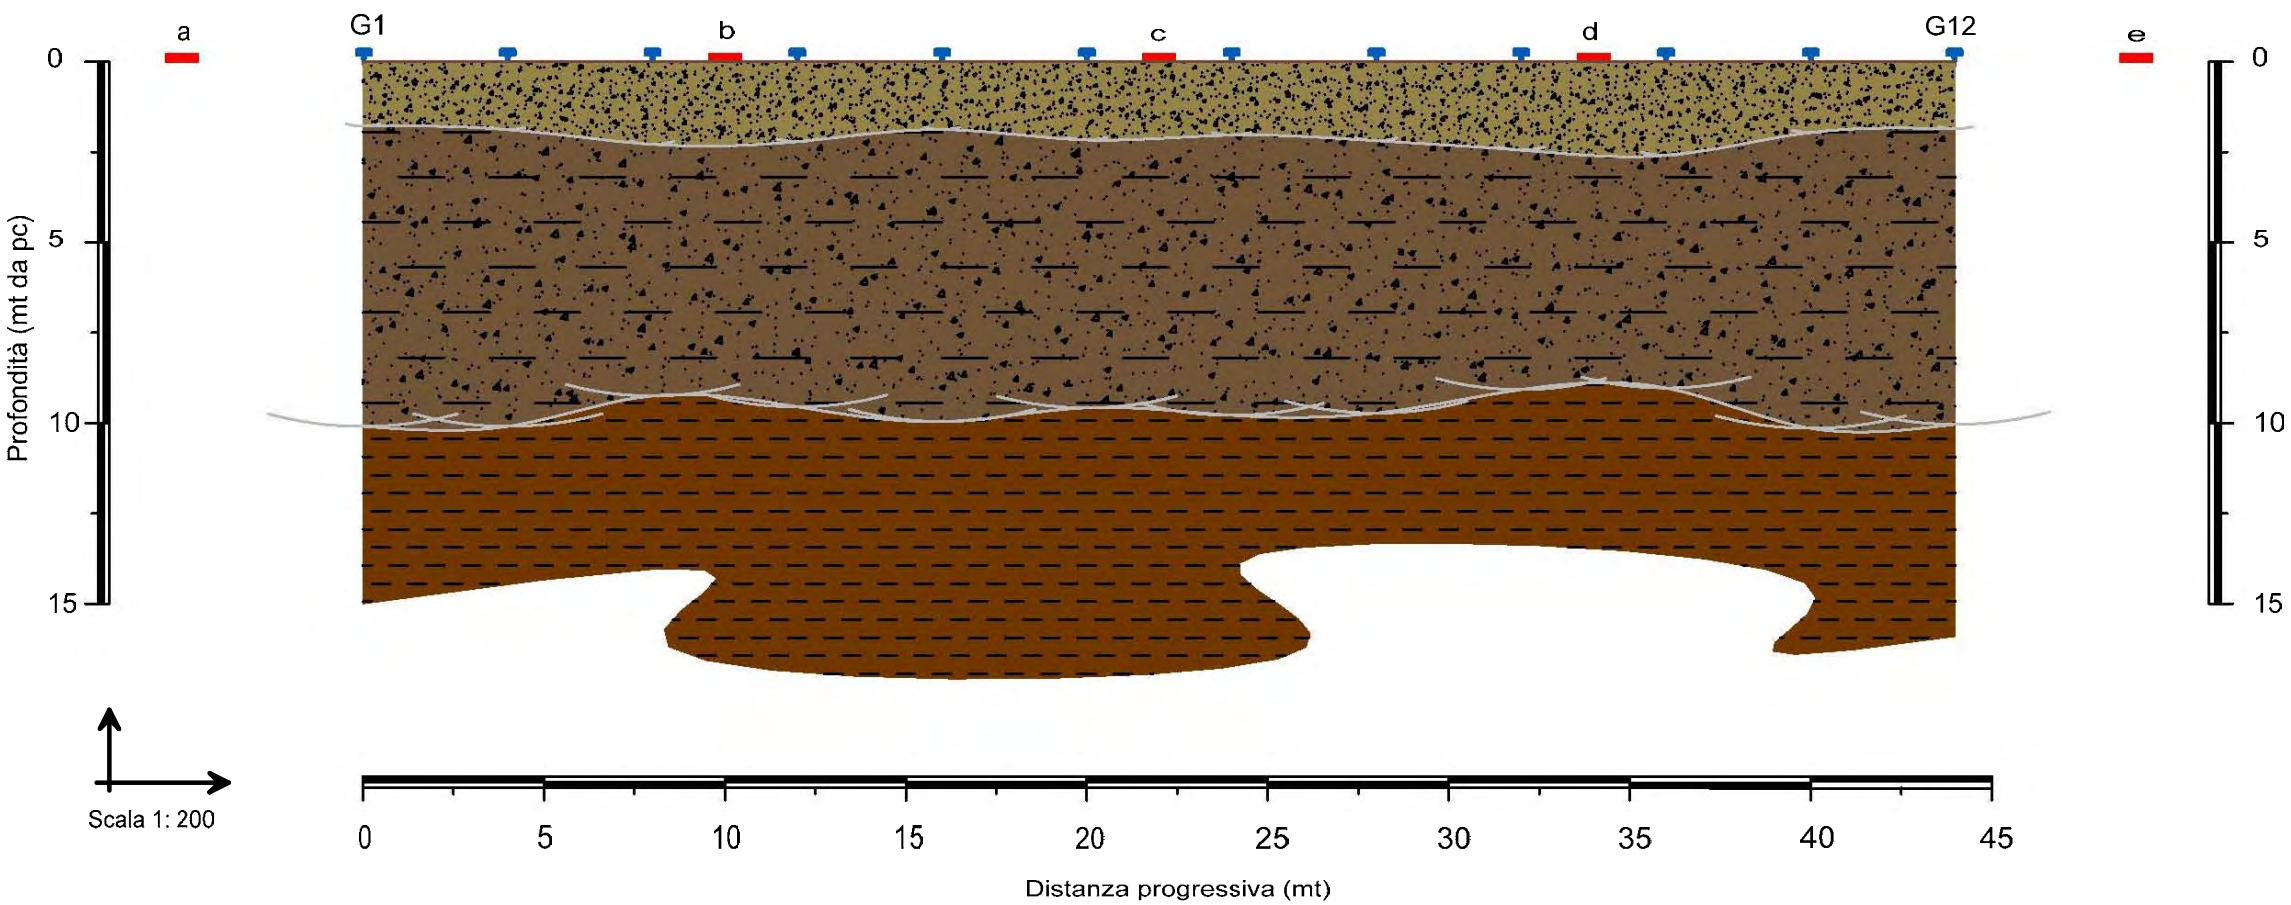 G1
G12
a
b
c
d
e
0
5
10
15
Profondità (mt da pc)
0
5
10
15
Scala 1: 200
0 5 10 15 20 25 30 35 40 45
Distanza progressiva (mt)